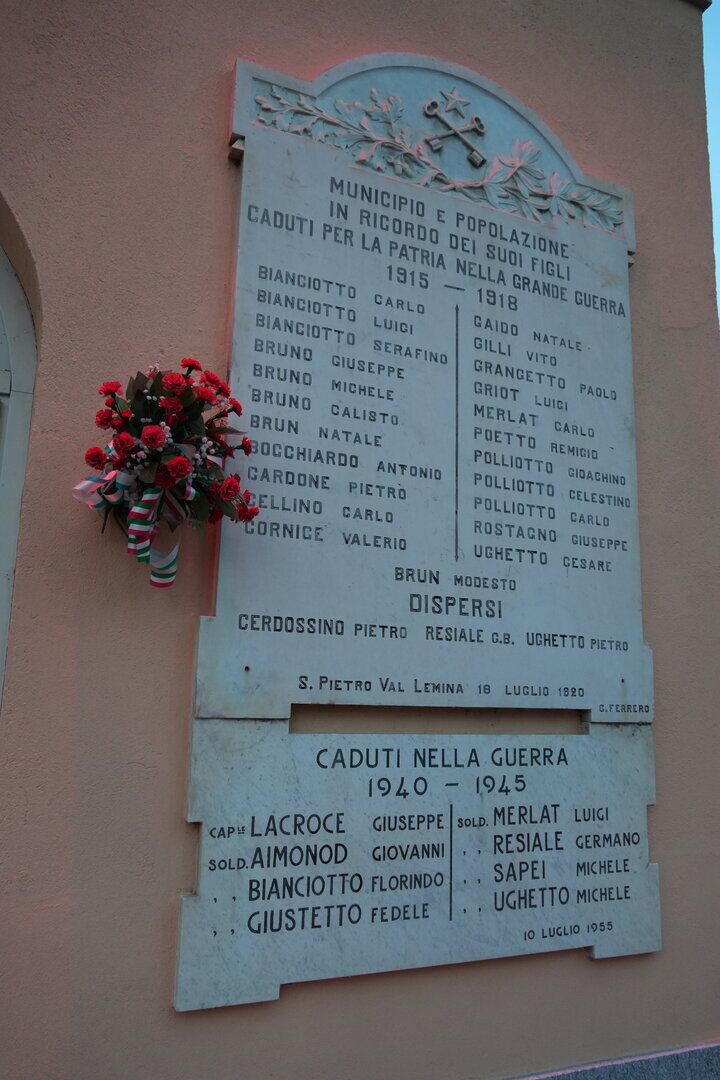 MUNICIPIO E POPOLAZIONE
IN RICORDO DEI SUOI FIGLI
CADUTI PER LA PATRIA NELLA GRANDE GUERRA
1915 — 1918
BIANCIOTTO CARLO
BIANCIOTTO LUIGI
BIANCIOTTO SERAFINO
BRUNO GIUSEPPE
BRUNO MICHELE
BRUNO CALISTO
BRUN NATALE
BOCCHIARDO ANTONIO
CARDONE PIETRO
CELLINO CARLO
CORNICE VALERIO
GAIDO NATALE
GILLI VITO
GRANGETTO PAOLO
GRIOT LUIGI
MERLAT CARLO
POETTO REMIGIO
POLLIOTTO GIOACHINO
POLLIOTTO CELESTINO
POLLIOTTO CARLO
ROSTAGNO GIUSEPPE
UGHETTO CESARE
BRUN MODESTO
DISPERSI
CERDOSSINO PIETRO RESIALE G.B. UGHETTO PIETRO
S. PIETRO VAL LEMINA 18 LUGLIO 1920
G. FERRERO
CADUTI NELLA GUERRA
1940 – 1945
CAP.LE LACROCE GIUSEPPE
SOLD. AIMONOD GIOVANNI
, , BIANCIOTTO FLORINDO
, , GIUSTETTO FEDELE
SOLD. MERLAT LUIGI
, , RESIALE GERMANO
, , SAPEI MICHELE
, , UGHETTO MICHELE
10 LUGLIO 1955